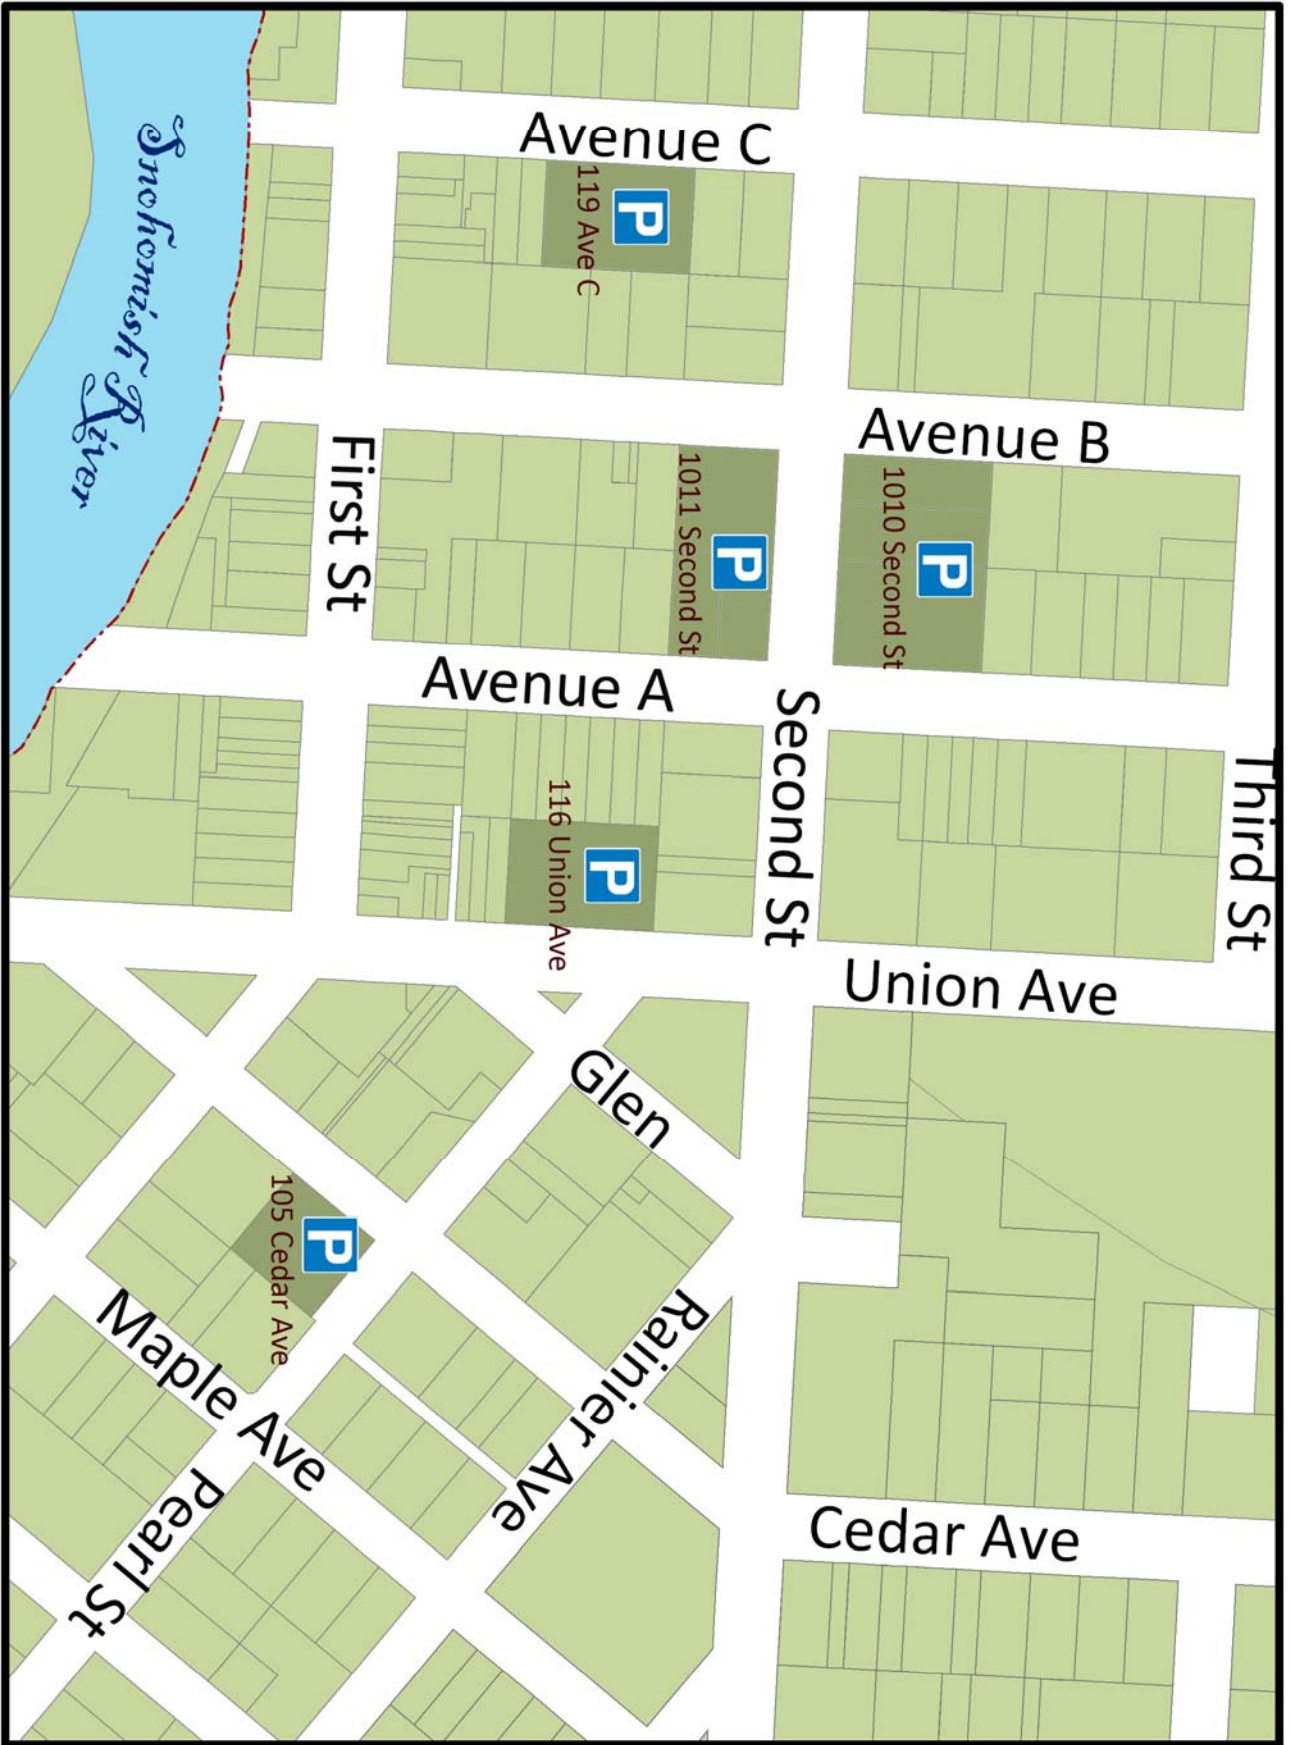 Snohomish
River
Avenue C
P
119 Ave C
Avenue B
First St
1011 Second St
P
1010 Second St
P
Avenue A
Second St
Third St
116 Union Ave
P
Union Ave
Glen
105 Cedar Ave
P
Maple Ave
Rainier Ave
Pearl St
Cedar Ave